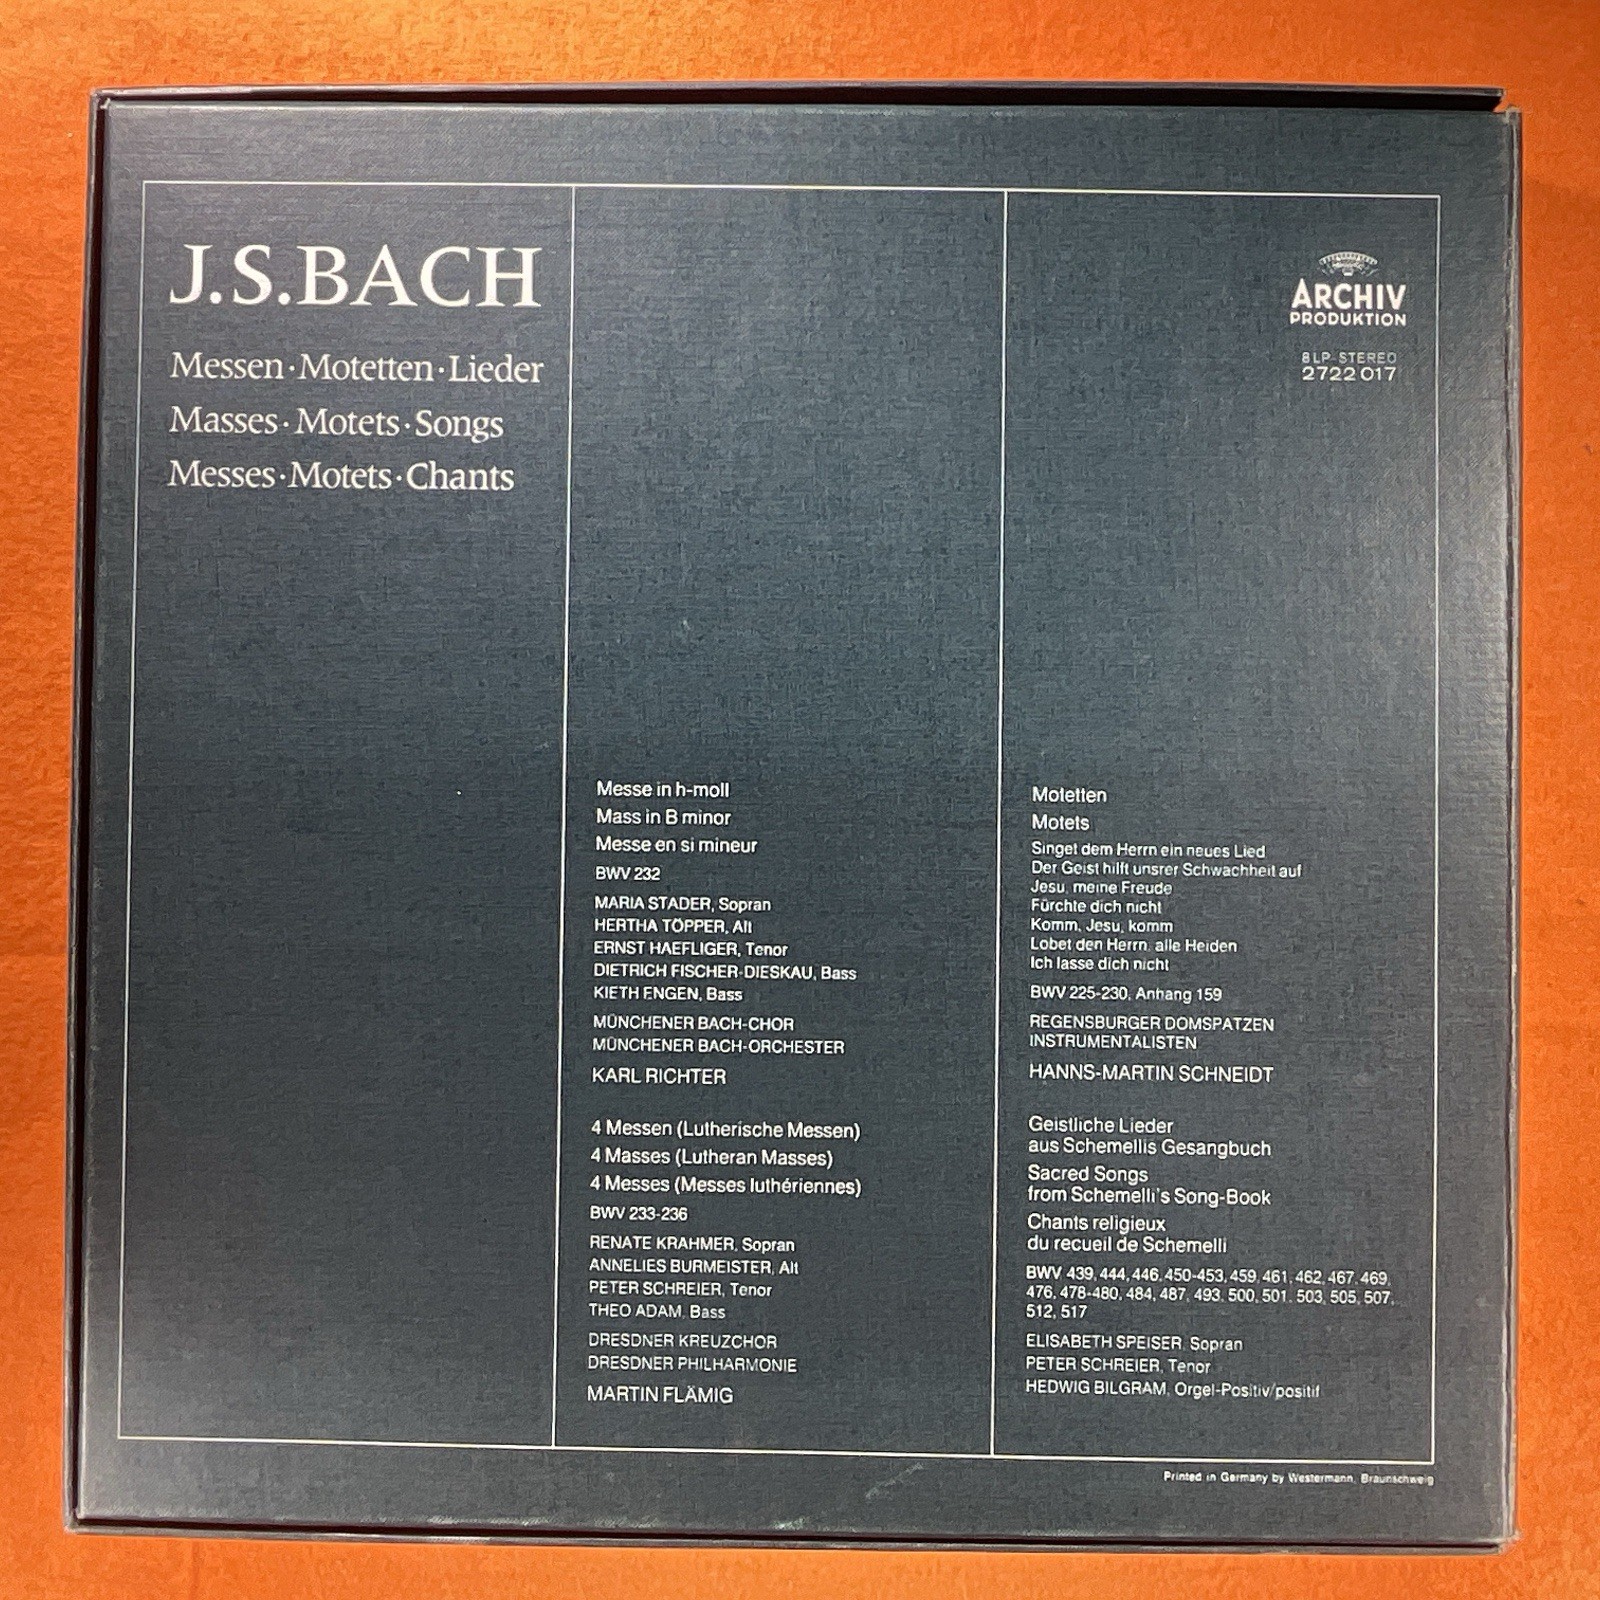 J.S.BACH
Messen·Motetten·Lieder
Masses·Motets·Songs
Messes·Motets·Chants
Messe in h-moll
Mass in B minor
Messe en si mineur
BWV 232
MARIA STADER, Sopran
HERTHA TÖPPER, Alt
ERNST HAEFLIGER, Tenor
DIETRICH FISCHER-DIESKAU, Bass
KIETH ENGEN, Bass
MÜNCHENER BACH-CHOR
MÜNCHENER BACH-ORCHESTER
KARL RICHTER
4 Messen (Lutherische Messen)
4 Masses (Lutheran Masses)
4 Messes (Messes luthériennes)
BWV 233-236
RENATE KRAHMER, Sopran
ANNELIES BURMEISTER, Alt
PETER SCHREIER, Tenor
THEO ADAM, Bass
DRESDNER KREUZCHOR
DRESDNER PHILHARMONIE
MARTIN FLÄMIG
ARCHIV
PRODUKTION
8 LP-STEREO
2722 017
Motetten
Motets
Singet dem Herrn ein neues Lied
Der Geist hilft unsrer Schwachheit auf
Jesu, meine Freude
Fürchte dich nicht
Komm, Jesu, komm
Lobet den Herrn, alle Heiden
Ich lasse dich nicht
BWV 225-230, Anhang 159
REGENSBURGER DOMSPATZEN
INSTRUMENTALISTEN
HANNS-MARTIN SCHNEIDT
Geistliche Lieder
aus Schemellis Gesangbuch
Sacred Songs
from Schemelli's Song-Book
Chants religieux
du recueil de Schemelli
BWV 439, 444, 446, 450-453, 459, 461, 462, 467, 469,
476, 478-480, 484, 487, 493, 500, 501, 503, 505, 507,
512, 517
ELISABETH SPEISER, Sopran
PETER SCHREIER, Tenor
HEDWIG BILGRAM, Orgel-Positiv/positif
Printed in Germany by Westermann, Braunschweig